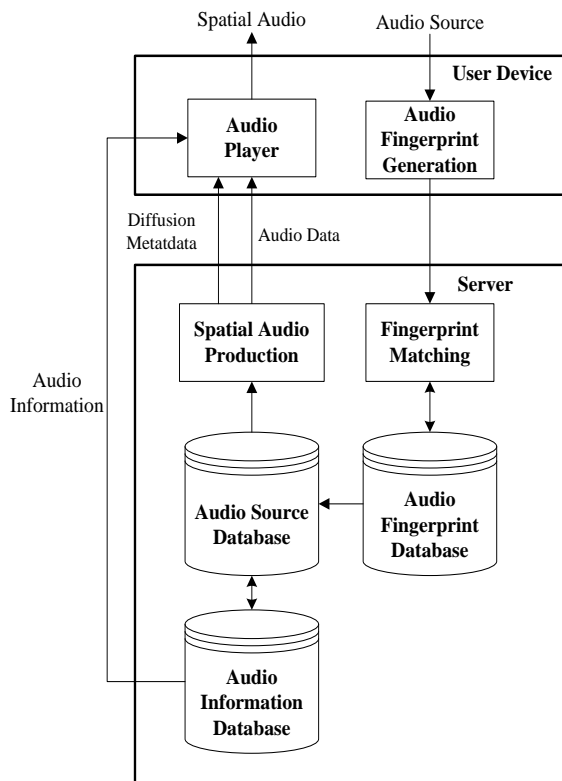 Spatial Audio
Audio Source
User Device
Audio
Player
Audio
Fingerprint
Generation
Diffusion
Metatdata
Audio Data
Server
Spatial Audio
Production
Fingerprint
Matching
Audio
Information
Audio Source
Database
Audio
Fingerprint
Database
Audio
Information
Database